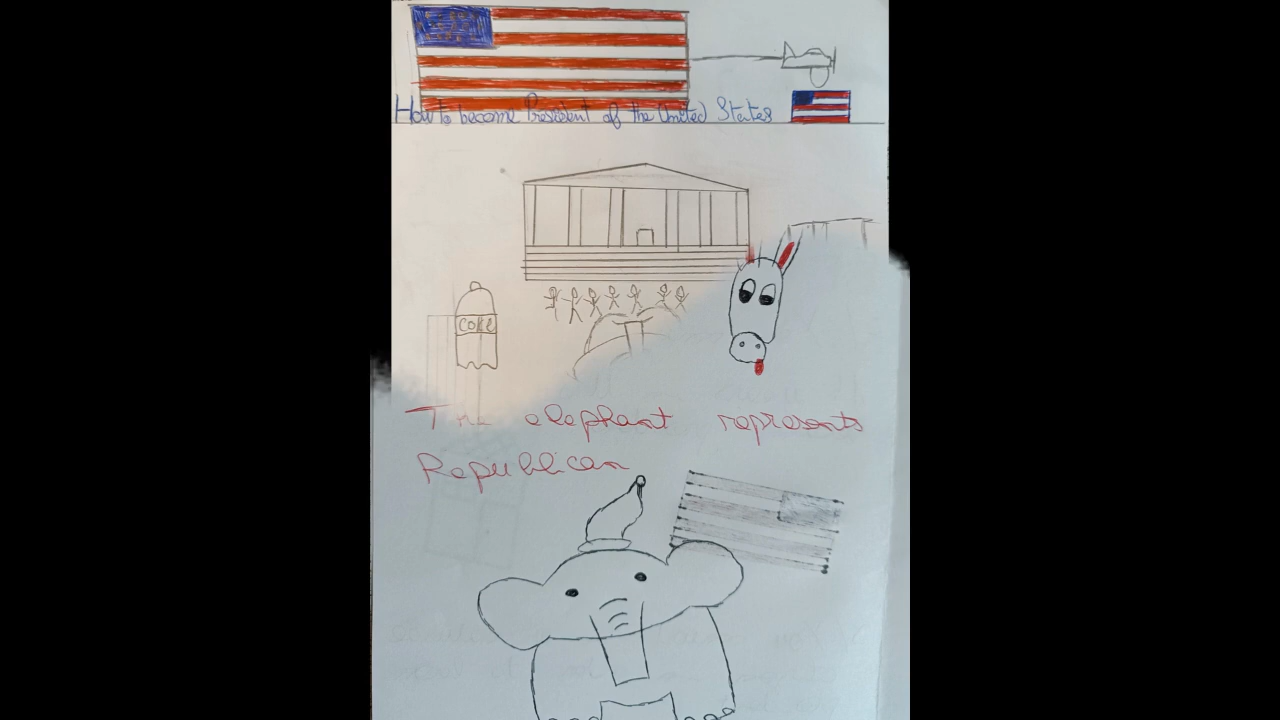 How to become President of the United States
COKE
The elephant represents
Republican